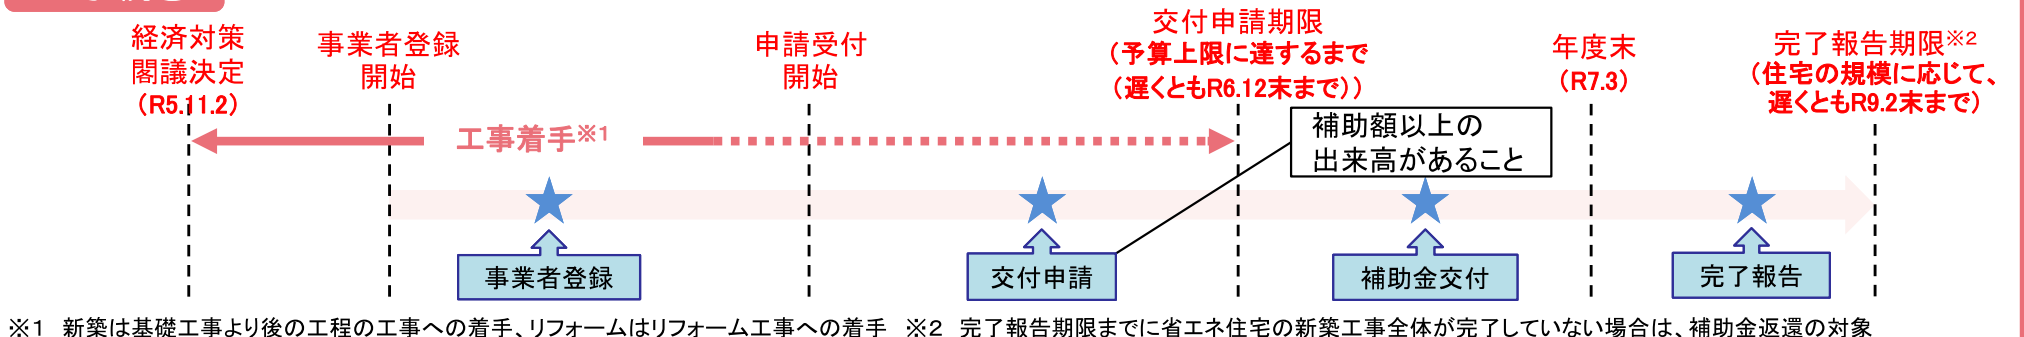 経済対策
閣議決定
（R5.11.2）
事業者登録
開始
申請受付
開始
交付申請期限
（予算上限に達するまで
（遅くともR6.12末まで））
年度末
（R7.3）
完了報告期限※2
（住宅の規模に応じて、
遅くともR9.2末まで）
工事着手※1
補助額以上の
出来高があること
事業者登録
交付申請
補助金交付
完了報告
※1　新築は基礎工事より後の工程の工事への着手、リフォームはリフォーム工事への着手
※2　完了報告期限までに省エネ住宅の新築工事全体が完了していない場合は、補助金返還の対象